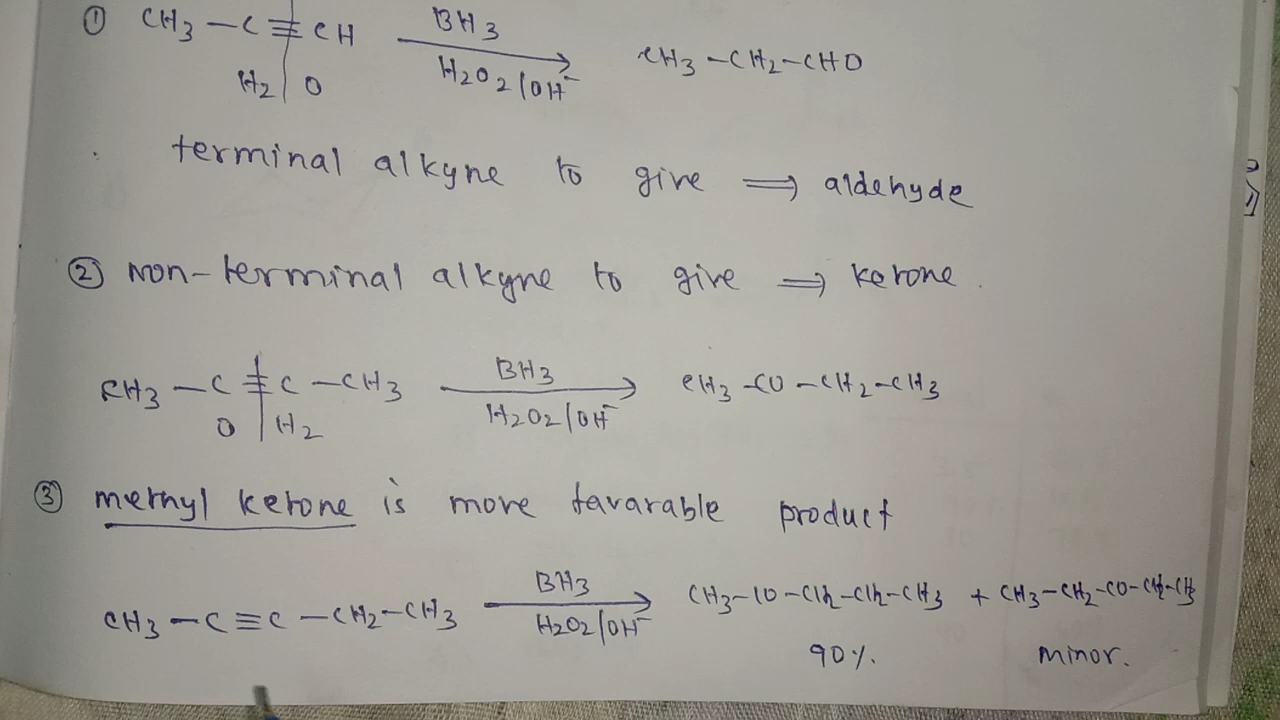 ① CH3 – C ≡ CH BH3 CH3 – CH2 – CHO
H2 | O H2O2 / OH⁻
terminal alkyne to give ⇒ aldehyde
② non-terminal alkyne to give ⇒ ketone.
CH3 – C ≡ C – CH3 BH3 CH3 – CO – CH2 – CH3
O | H2 H2O2 / OH⁻
③ methyl ketone is more favarable product
CH3 – C ≡ C – CH2 – CH3 BH3 CH3 – CO – CH2 – CH2 – CH3 + CH3 – CH2 – CO – CH2 – CH3
H2O2 / OH⁻
90%. minor.